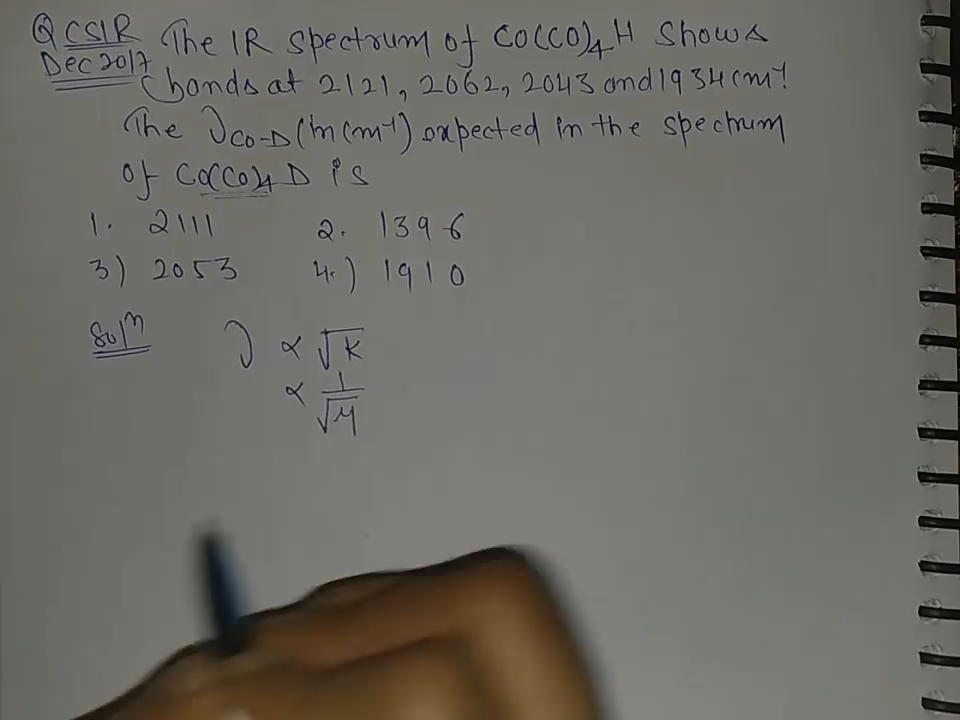 Q CSIR The IR spectrum of CO(CO)4H shows
Dec 2017 bands at 2121, 2062, 2043 and 1934 cm-1.
The νCO-D (in cm-1) expected in the spectrum
of CO(CO)4D is
1. 2111 2. 1396
3) 2053 4.) 1910
Solⁿ ν ∝ √K
∝ 1/√μ